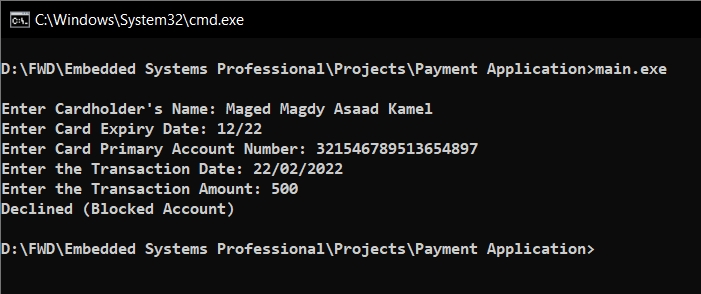 C:\Windows\System32\cmd.exe
D:\FWD\Embedded Systems Professional\Projects\Payment Application>main.exe
Enter Cardholder's Name: Maged Magdy Asaad Kamel
Enter Card Expiry Date: 12/22
Enter Card Primary Account Number: 321546789513654897
Enter the Transaction Date: 22/02/2022
Enter the Transaction Amount: 500
Declined (Blocked Account)
D:\FWD\Embedded Systems Professional\Projects\Payment Application>